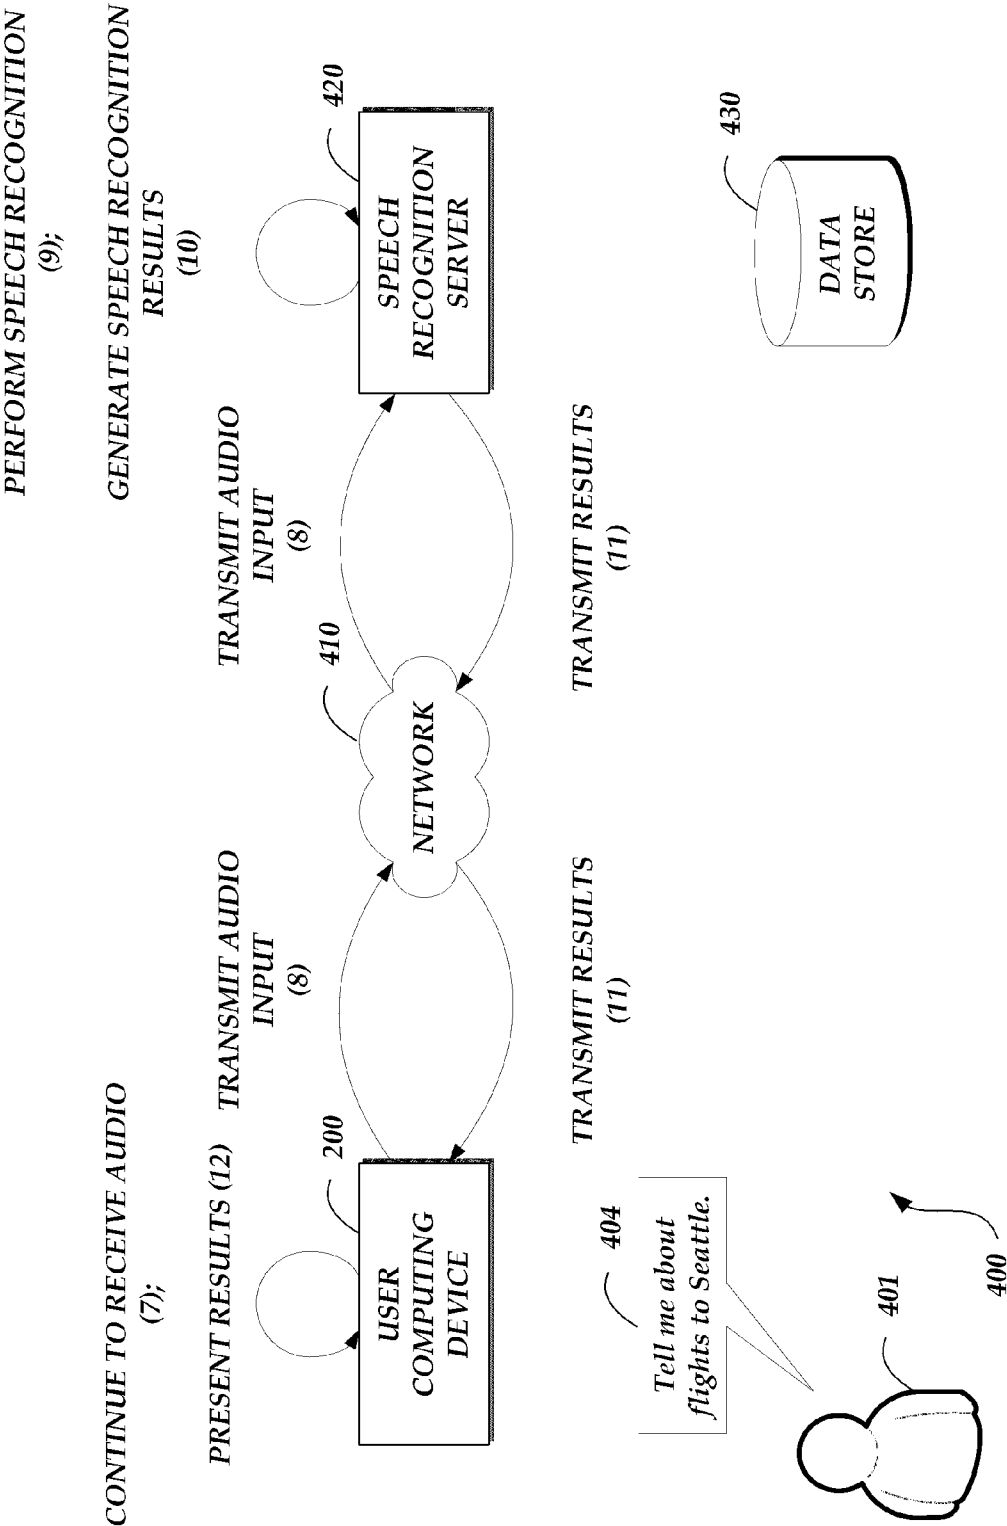 CONTINUE TO RECEIVE AUDIO
(7);
PRESENT RESULTS (12)
200
USER
COMPUTING
DEVICE
TRANSMIT AUDIO
INPUT
(8)
TRANSMIT RESULTS
(11)
410
NETWORK
TRANSMIT AUDIO
INPUT
(8)
TRANSMIT RESULTS
(11)
PERFORM SPEECH RECOGNITION
(9);
GENERATE SPEECH RECOGNITION
RESULTS
(10)
420
SPEECH
RECOGNITION
SERVER
404
Tell me about
flights to Seattle.
401
400
430
DATA
STORE